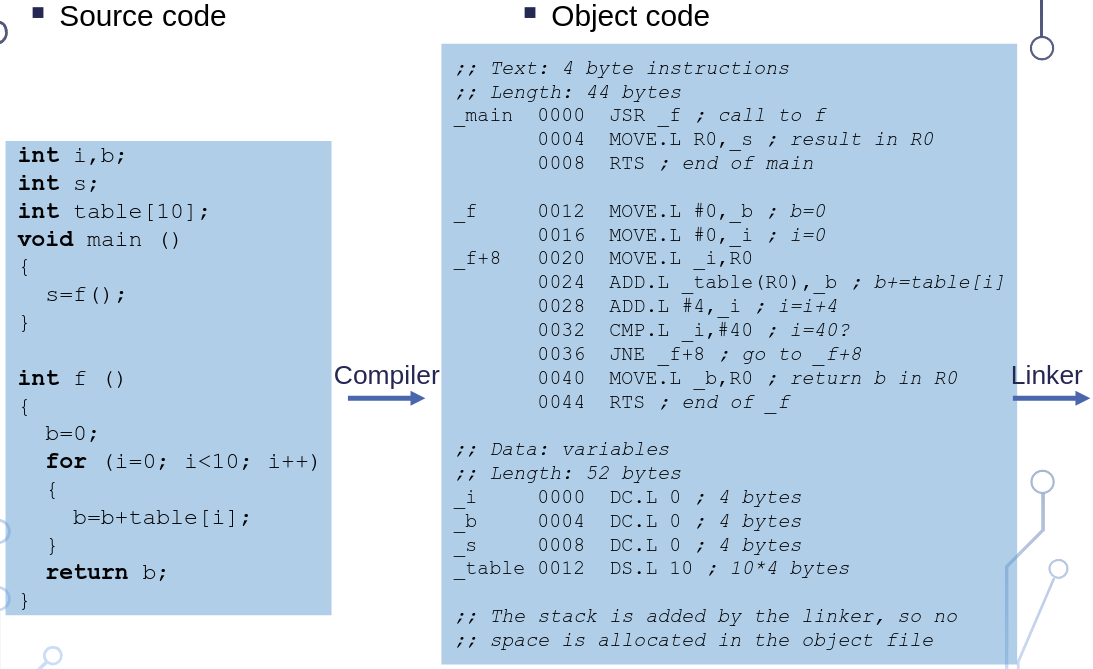 Source code
int i,b;
int s;
int table[10];
void main ()
{
  s=f();
}

int f ()
{
  b=0;
  for (i=0; i<10; i++)
  {
    b=b+table[i];
  }
  return b;
}
Compiler
Object code
;; Text: 4 byte instructions
;; Length: 44 bytes
_main  0000  JSR _f ; call to f
       0004  MOVE.L R0,_s ; result in R0
       0008  RTS ; end of main

_f     0012  MOVE.L #0,_b ; b=0
       0016  MOVE.L #0,_i ; i=0
_f+8   0020  MOVE.L _i,R0
       0024  ADD.L _table(R0),_b ; b+=table[i]
       0028  ADD.L #4,_i ; i=i+4
       0032  CMP.L _i,#40 ; i=40?
       0036  JNE _f+8 ; go to _f+8
       0040  MOVE.L _b,R0 ; return b in R0
       0044  RTS ; end of _f

;; Data: variables
;; Length: 52 bytes
_i     0000  DC.L 0 ; 4 bytes
_b     0004  DC.L 0 ; 4 bytes
_s     0008  DC.L 0 ; 4 bytes
_table 0012  DS.L 10 ; 10*4 bytes

;; The stack is added by the linker, so no
;; space is allocated in the object file
Linker